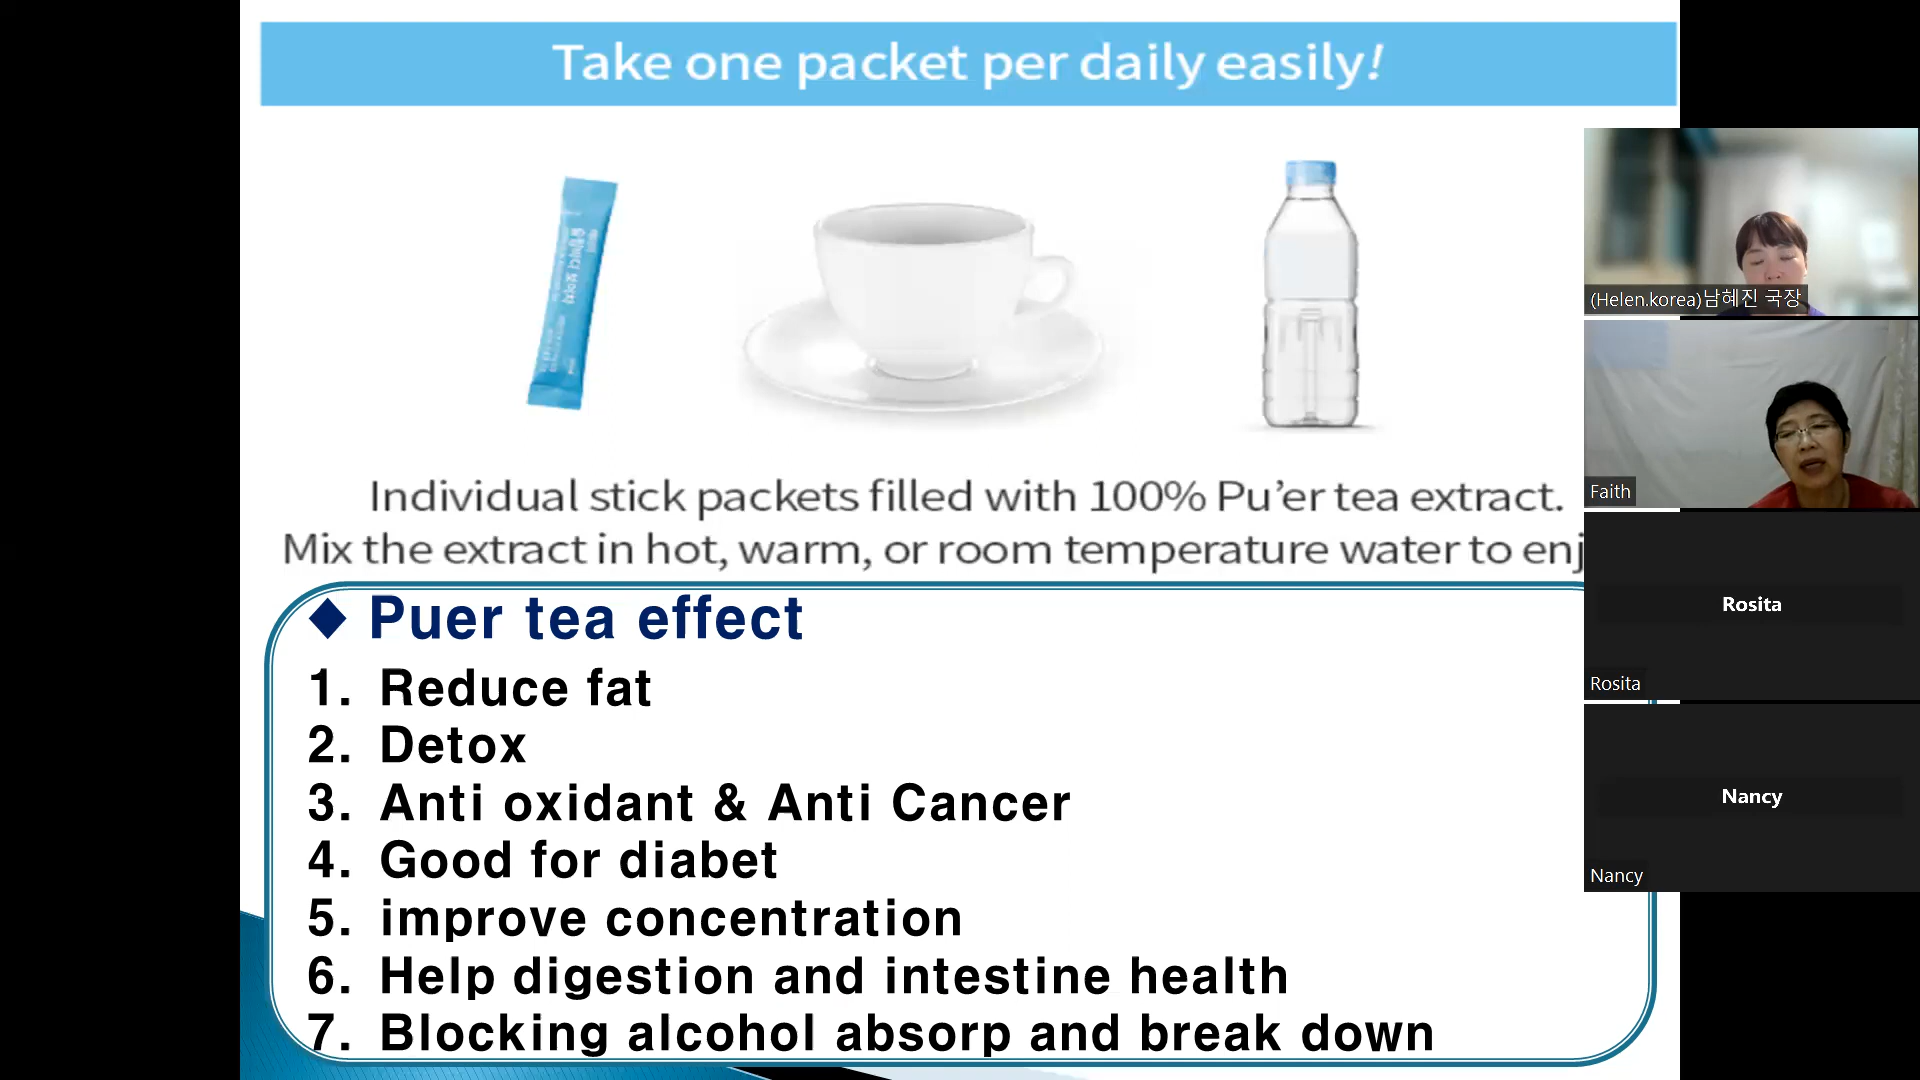 Take one packet per daily easily!
Individual stick packets filled with 100% Pu’er tea extract.
Mix the extract in hot, warm, or room temperature water to enj
◆ Puer tea effect
1. Reduce fat
2. Detox
3. Anti oxidant & Anti Cancer
4. Good for diabet
5. improve concentration
6. Help digestion and intestine health
7. Blocking alcohol absorp and break down
(Helen.korea)남혜진 국장
Faith
Rosita
Rosita
Nancy
Nancy